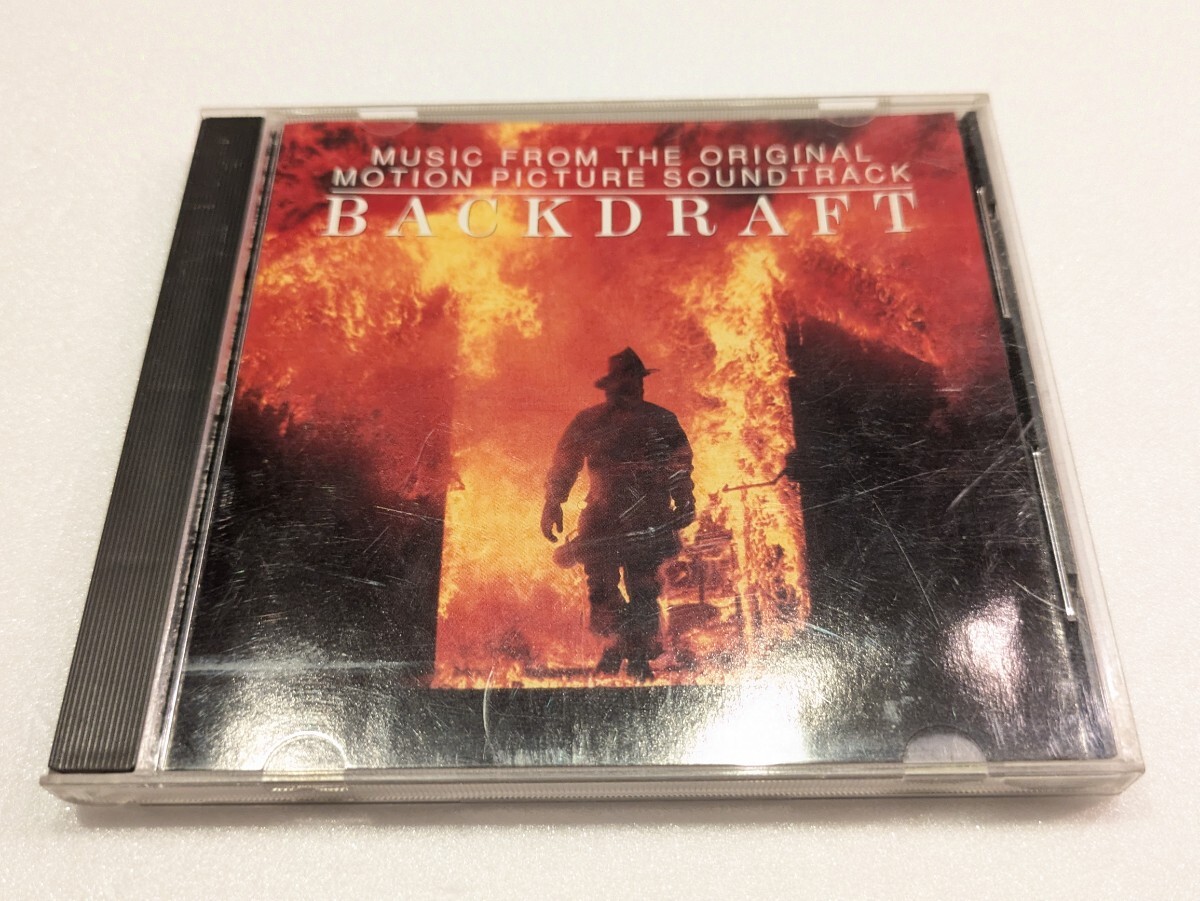 MUSIC FROM THE ORIGINAL
MOTION PICTURE SOUNDTRACK
BACKDRAFT